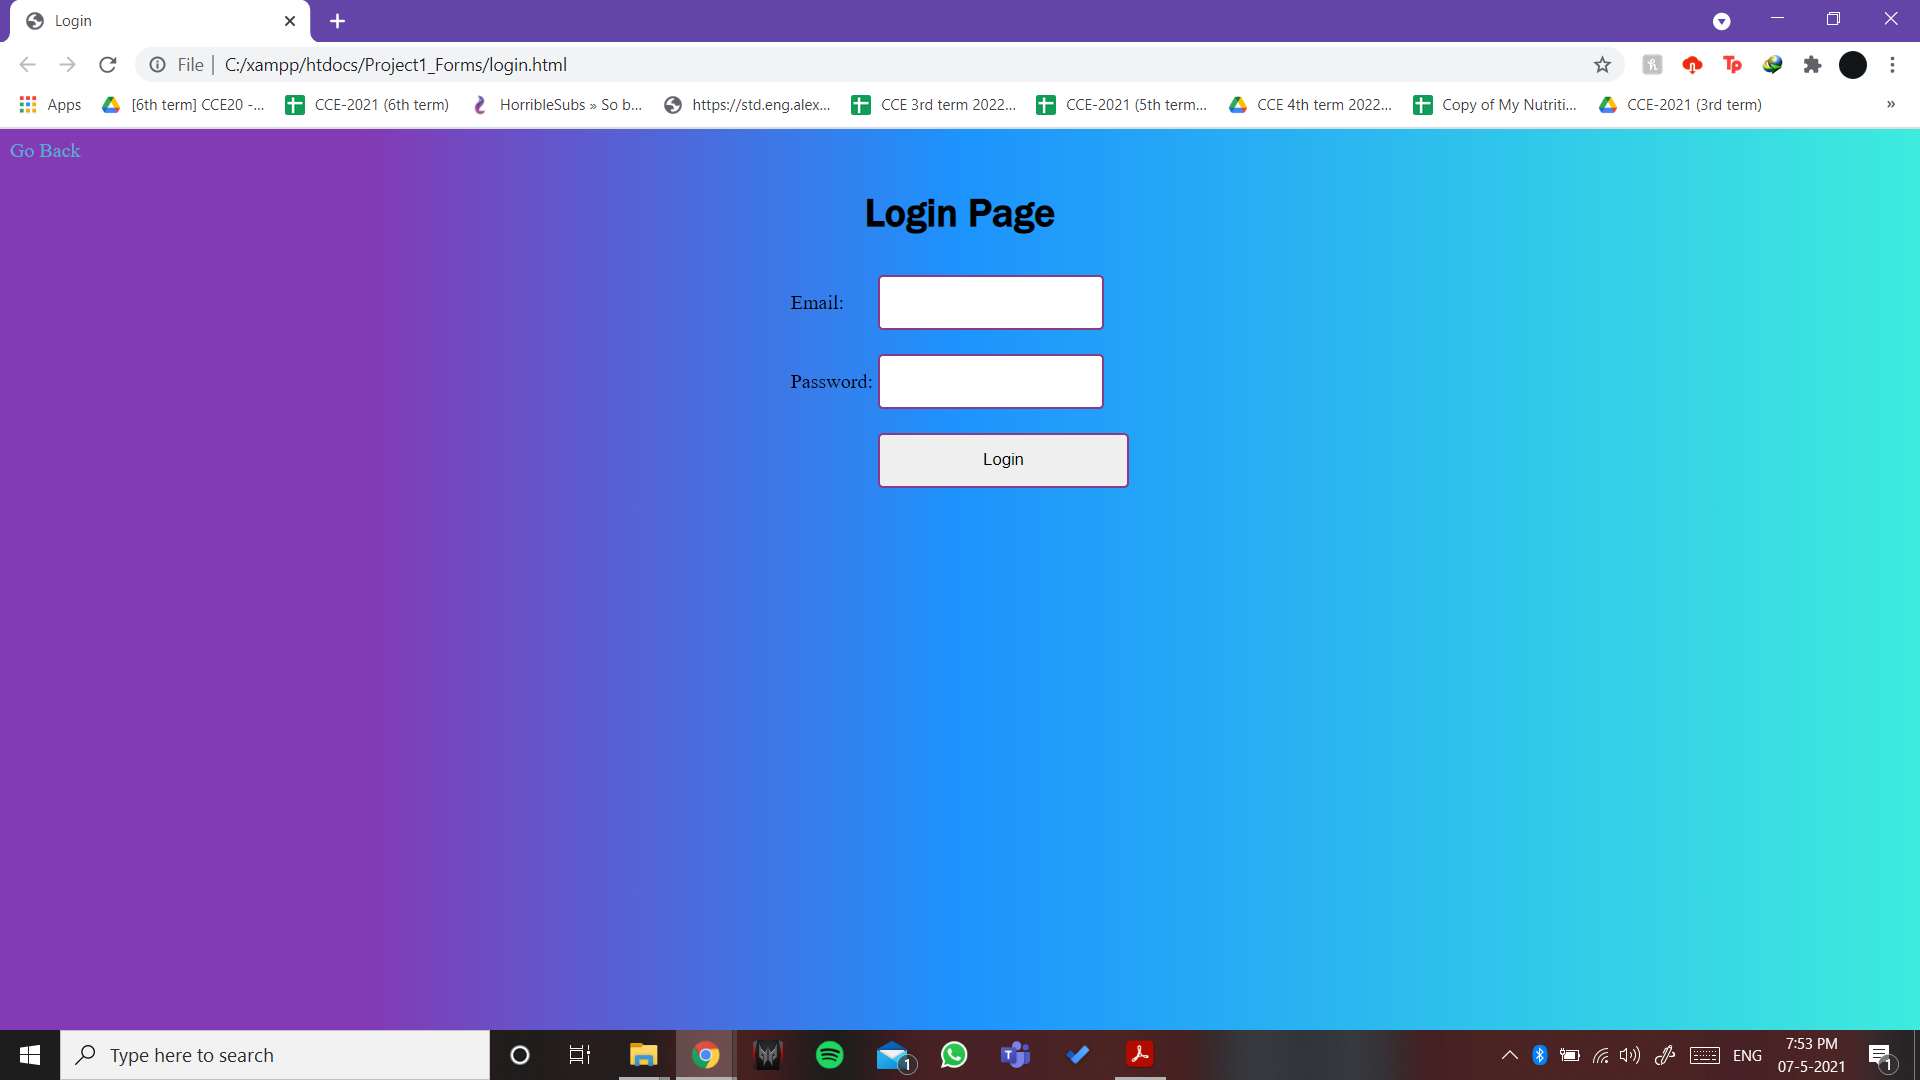 Login
File
C:/xampp/htdocs/Project1_Forms/login.html
Tp
Apps
[6th term] CCE20 -...
CCE-2021 (6th term)
HorribleSubs » So b...
https://std.eng.alex...
CCE 3rd term 2022...
CCE-2021 (5th term...
CCE 4th term 2022...
Copy of My Nutriti...
CCE-2021 (3rd term)
»
Go Back
Login Page
Email:
Password:
Login
Type here to search
1
ENG
7:53 PM
07-5-2021
1